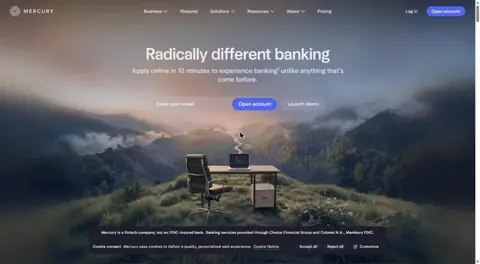 MERCURY
Business Personal Solutions Resources About Pricing
Log in Open account
Radically different banking
Apply online in 10 minutes to experience banking¹ unlike anything that's
come before.
Enter your email Open account Launch demo
Mercury is a fintech company, not an FDIC-insured bank. Banking services provided through Choice Financial Group and Column N.A., Members FDIC.
Cookie consent Mercury uses cookies to deliver a quality, personalized web experience. Cookie Notice Accept all Reject all Customize